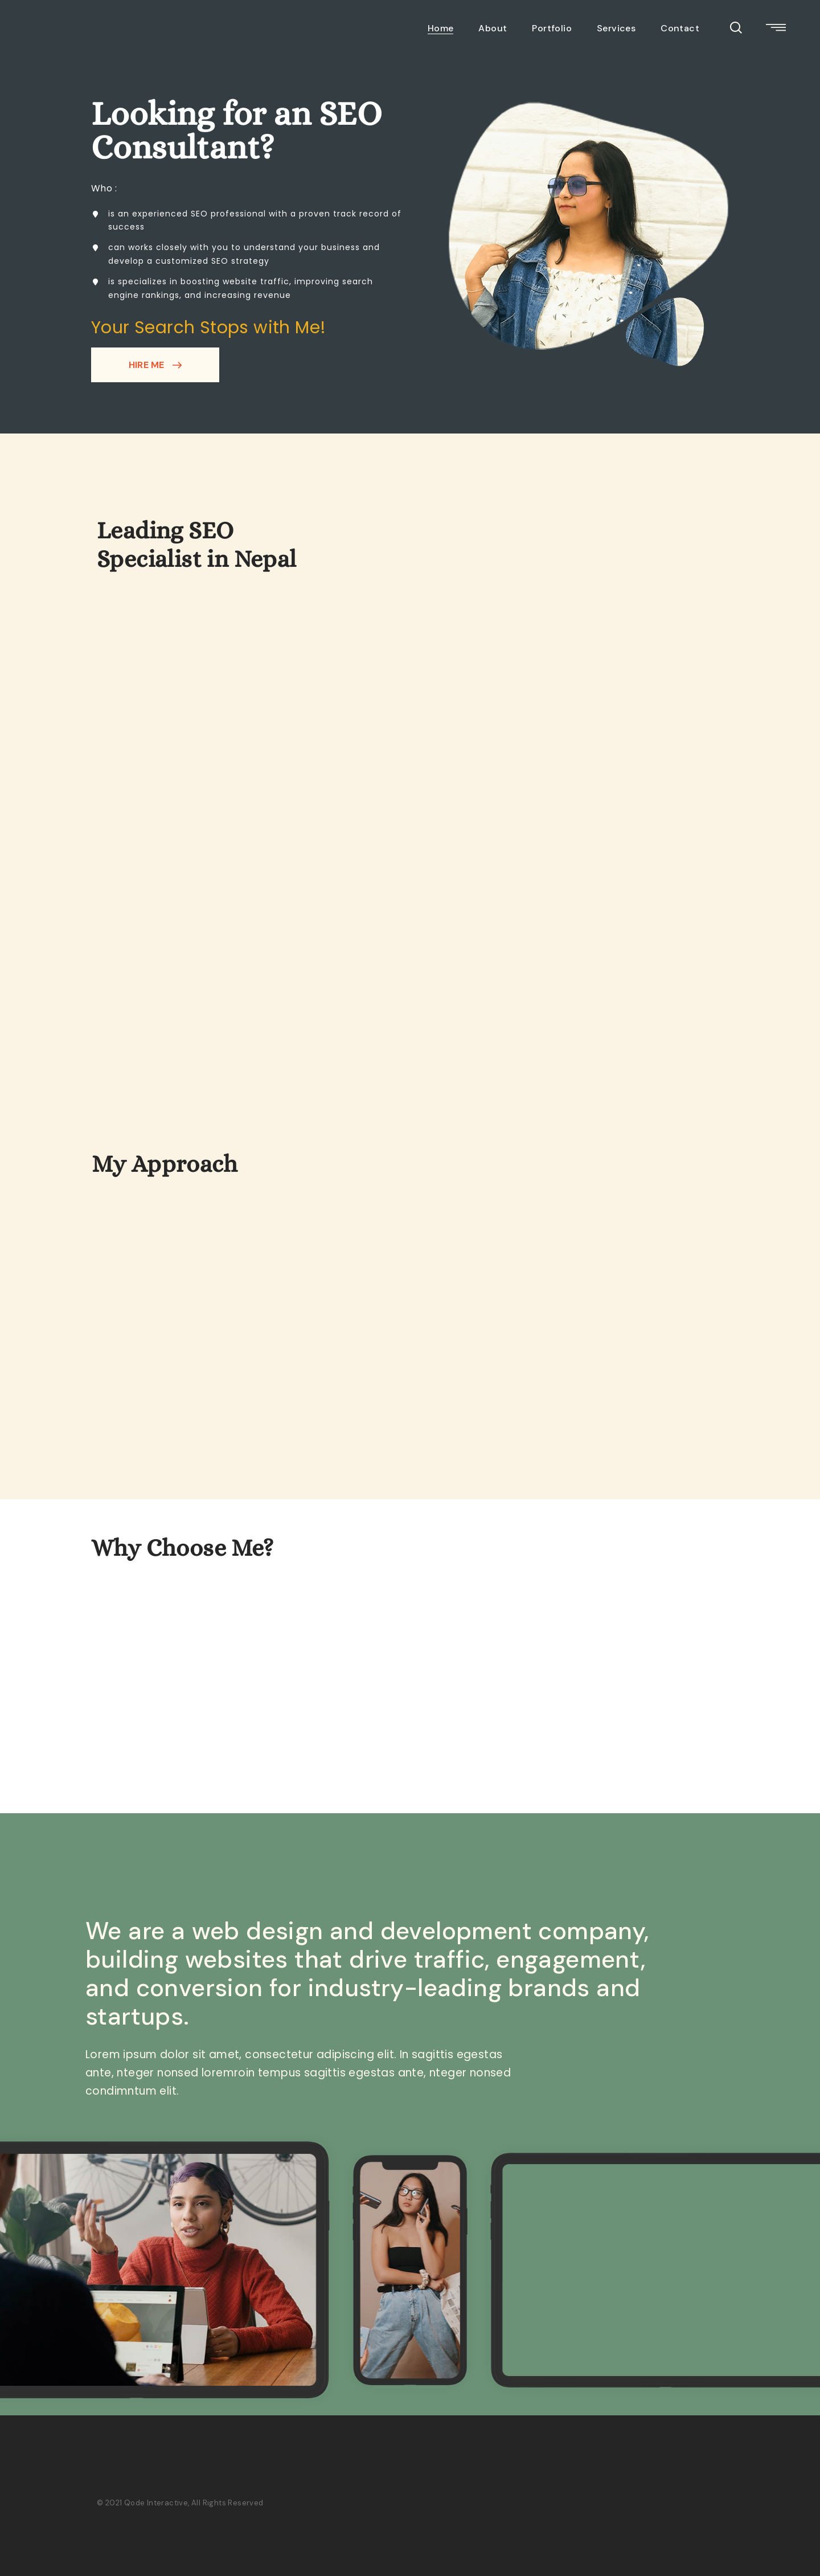 Home About Portfolio Services Contact
Looking for an SEO
Consultant?
Who :
is an experienced SEO professional with a proven track record of
success
can works closely with you to understand your business and
develop a customized SEO strategy
is specializes in boosting website traffic, improving search
engine rankings, and increasing revenue
Your Search Stops with Me!
HIRE ME
Leading SEO
Specialist in Nepal
My Approach
Why Choose Me?
We are a web design and development company,
building websites that drive traffic, engagement,
and conversion for industry-leading brands and
startups.
Lorem ipsum dolor sit amet, consectetur adipiscing elit. In sagittis egestas
ante, nteger nonsed loremroin tempus sagittis egestas ante, nteger nonsed
condimntum elit.
© 2021 Qode Interactive, All Rights Reserved